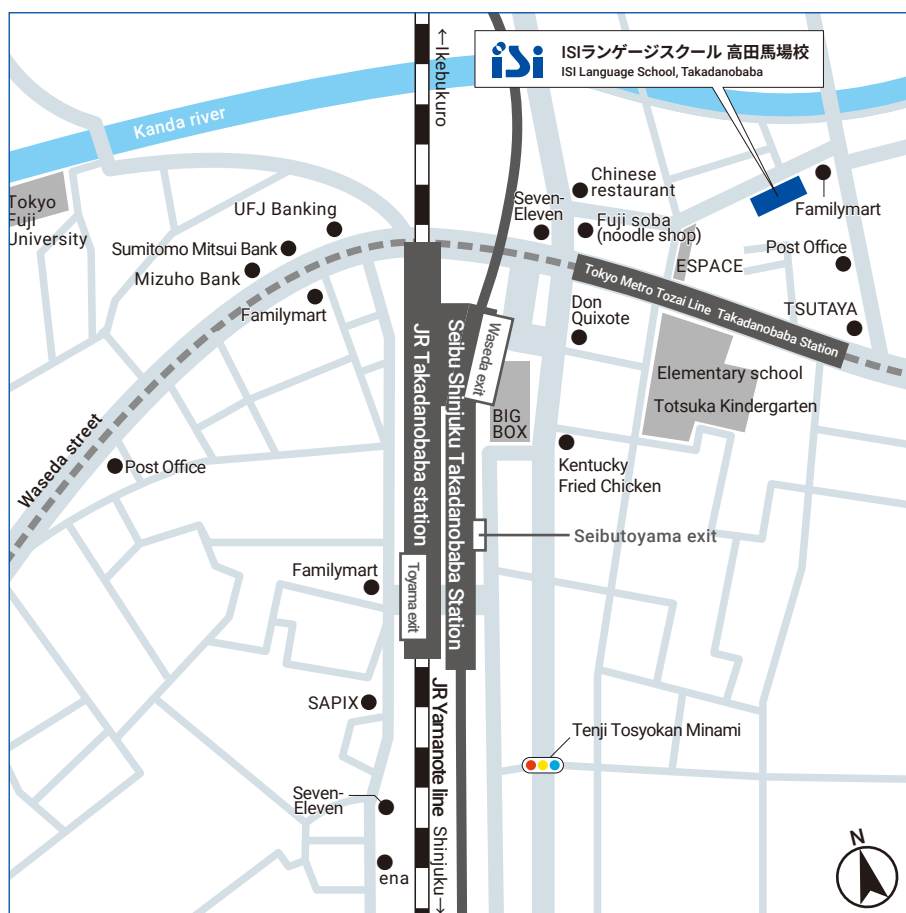 ←Ikebukuro
isi
ISIランゲージスクール 高田馬場校
ISI Language School, Takadanobaba
Kanda river
Tokyo
Fuji
University
UFJ Banking
Sumitomo Mitsui Bank
Mizuho Bank
Familymart
Chinese
restaurant
Seven-
Eleven
Fuji soba
(noodle shop)
Familymart
Post Office
ESPACE
TSUTAYA
Tokyo Metro Tozai Line Takadanobaba Station
Don
Quixote
JR Takadanobaba station
Seibu Shinjuku Takadanobaba Station
Waseda exit
BIG
BOX
Elementary school
Totsuka Kindergarten
Waseda street
Post Office
Kentucky
Fried Chicken
Seibutoyama exit
Familymart
Toyama exit
SAPIX
JR Yamanote line
Tenji Tosyokan Minami
Seven-
Eleven
ena
Shinjuku→
N